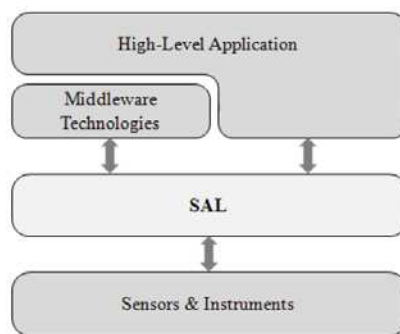 High-Level Application
Middleware
Technologies
SAL
Sensors & Instruments